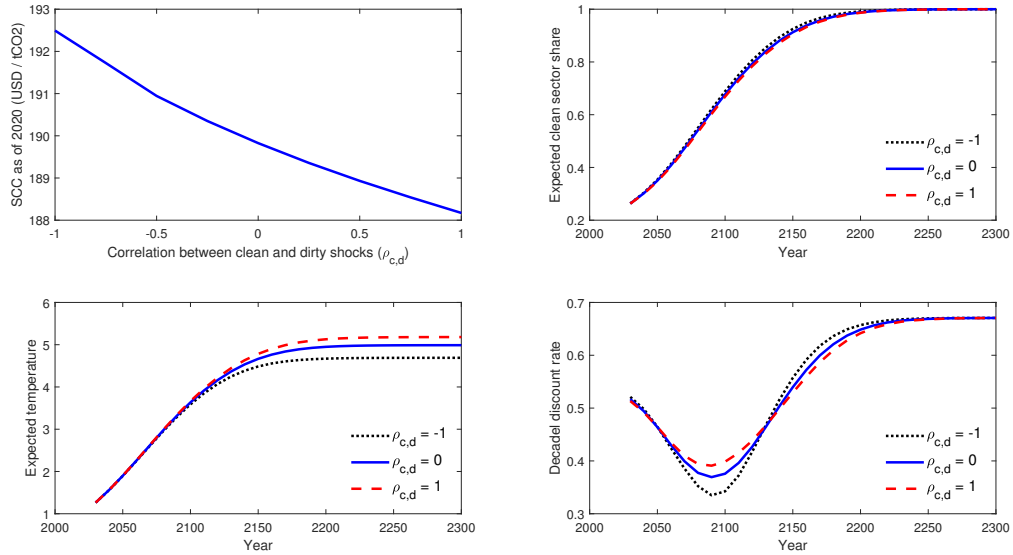 193
192
191
190
189
188
-1
-0.5
0
0.5
1
SCC as of 2020 (USD / tCO2)
Correlation between clean and dirty shocks (ρc,d)
1
0.8
0.6
0.4
0.2
2000
2050
2100
2150
2200
2250
2300
Expected clean sector share
Year
ρc,d = -1
ρc,d = 0
ρc,d = 1
6
5
4
3
2
1
2000
2050
2100
2150
2200
2250
2300
Expected temperature
Year
ρc,d = -1
ρc,d = 0
ρc,d = 1
0.7
0.6
0.5
0.4
0.3
2000
2050
2100
2150
2200
2250
2300
Decadel discount rate
Year
ρc,d = -1
ρc,d = 0
ρc,d = 1